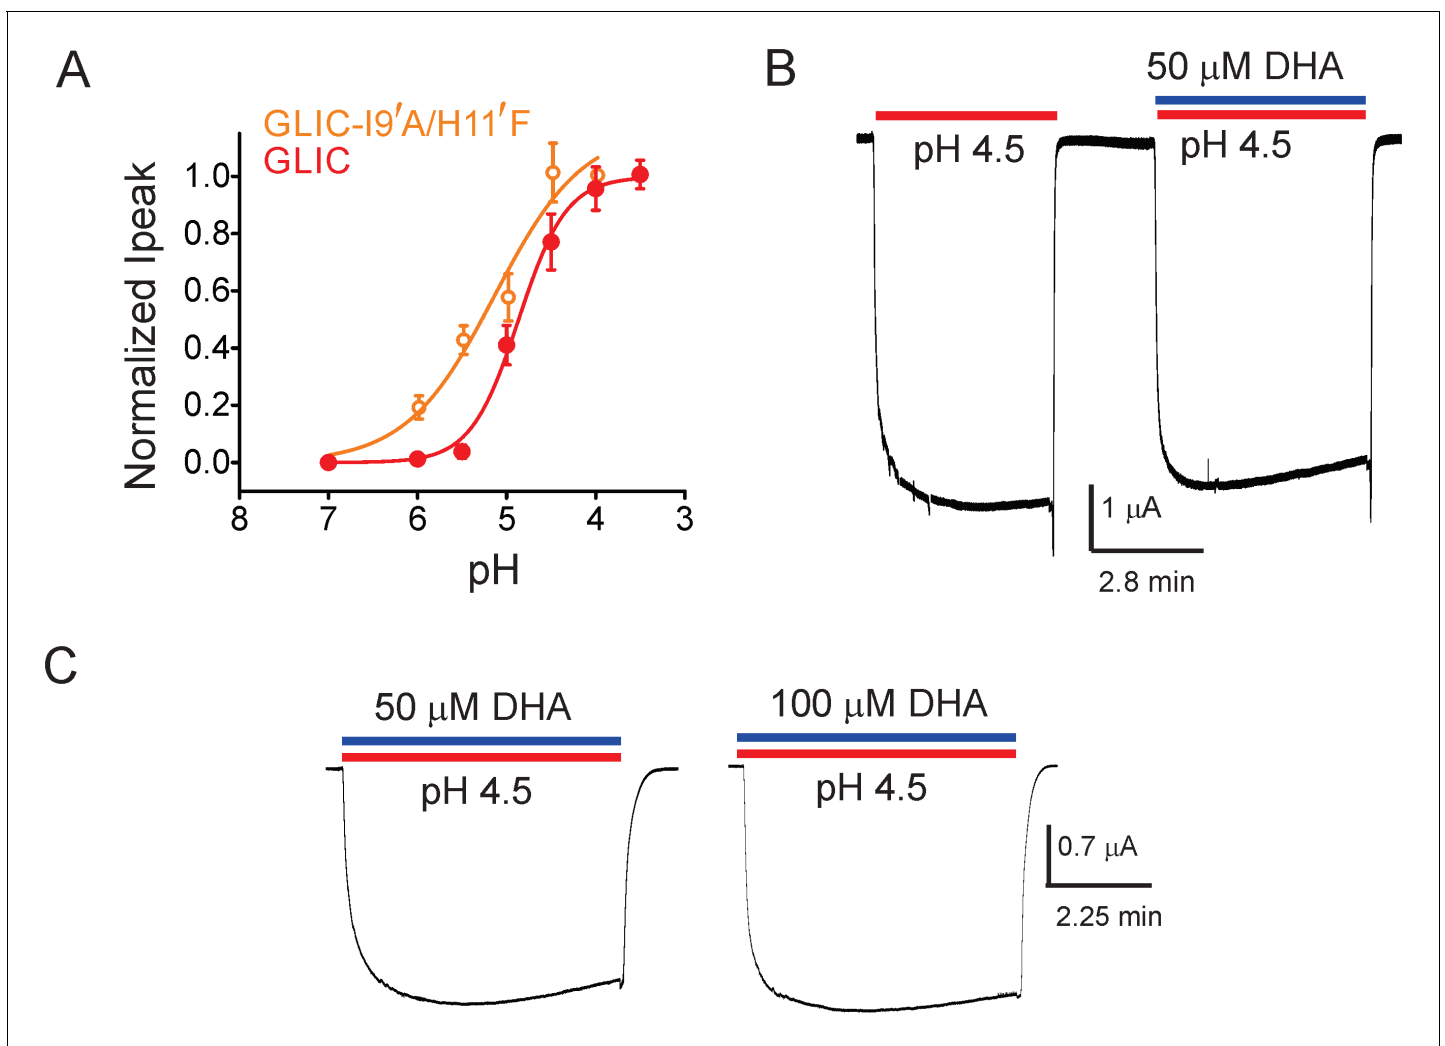 A
GLIC-I9′A/H11′F
GLIC
Normalized Ipeak
1.0
0.8
0.6
0.4
0.2
0.0
8 7 6 5 4 3
pH
B
50 μM DHA
pH 4.5
pH 4.5
1 μA
2.8 min
C
50 μM DHA
pH 4.5
100 μM DHA
pH 4.5
0.7 μA
2.25 min